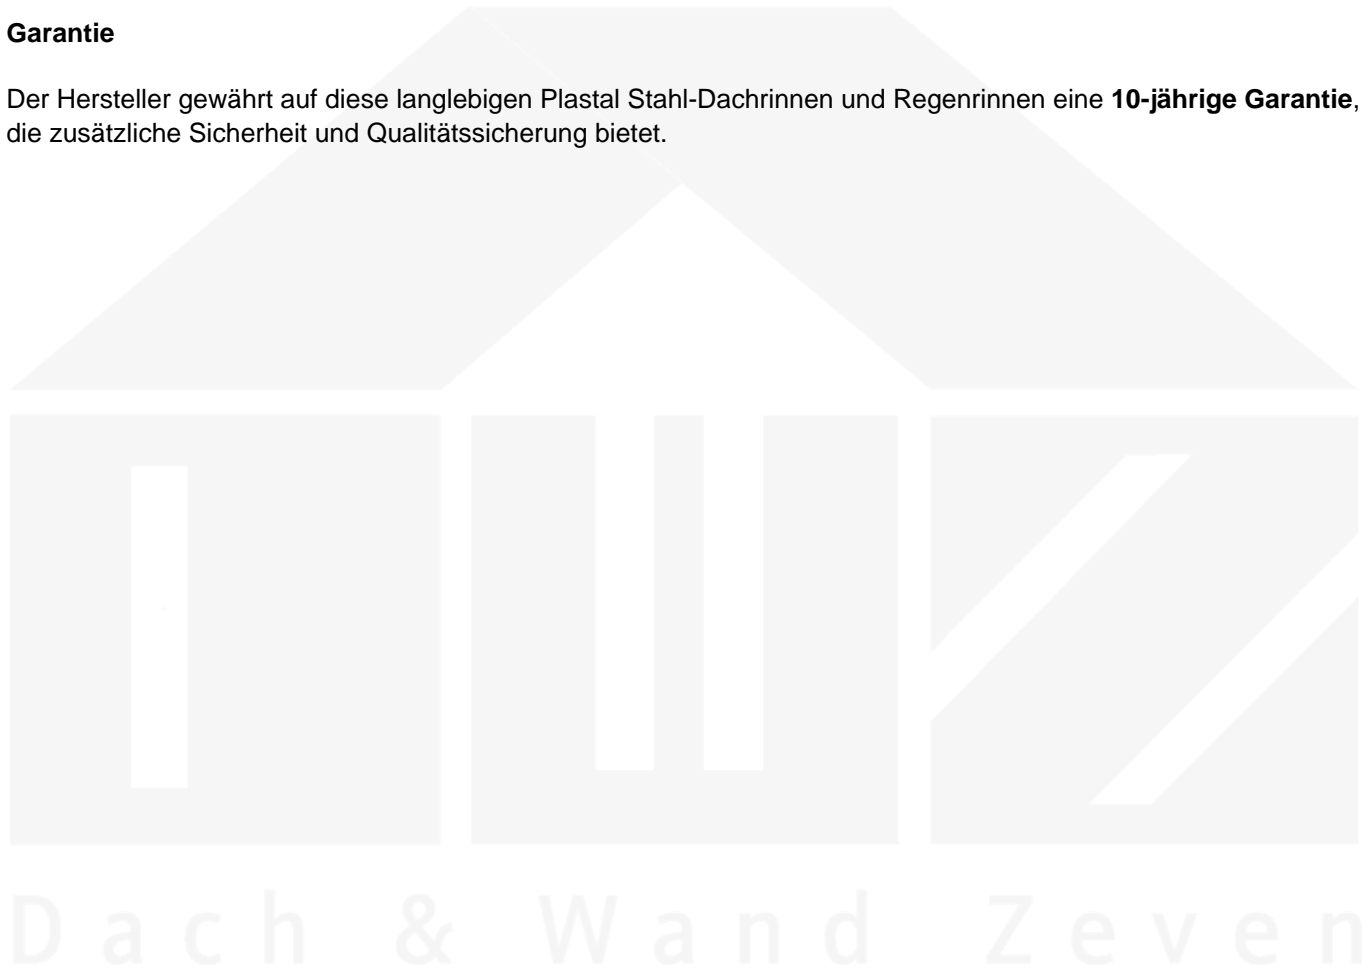 Garantie
Der Hersteller gewährt auf diese langlebigen Plastal Stahl-Dachrinnen und Regenrinnen eine 10-jährige Garantie,
die zusätzliche Sicherheit und Qualitätssicherung bietet.
Dach & Wand Zeven